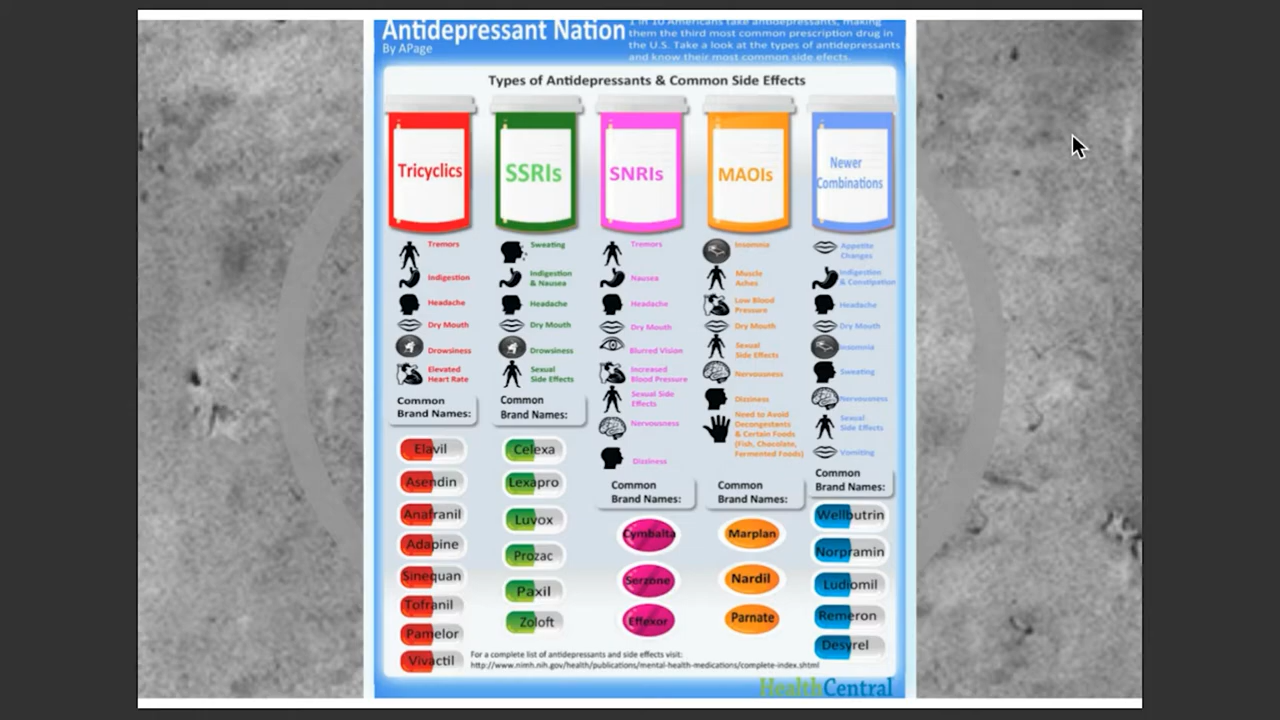 Antidepressant Nation
By APage
1 in 10 Americans take antidepressants, making
them the third most common prescription drug in
the U.S. Take a look at the types of antidepressants
and know their most common side efects.
Types of Antidepressants & Common Side Effects
Tricyclics
Tremors
Indigestion
Headache
Dry Mouth
Drowsiness
Elevated
Heart Rate
Common
Brand Names:
Elavil
Asendin
Anafranil
Adapine
Sinequan
Tofranil
Pamelor
Vivactil
SSRIs
Sweating
Indigestion
& Nausea
Headache
Dry Mouth
Drowsiness
Sexual
Side Effects
Common
Brand Names:
Celexa
Lexapro
Luvox
Prozac
Paxil
Zoloft
SNRIs
Tremors
Nausea
Headache
Dry Mouth
Blurred Vision
Increased
Blood Pressure
Sexual Side
Effects
Nervousness
Dizziness
Common
Brand Names:
Cymbalta
Serzone
Effexor
MAOIs
Insomnia
Muscle
Aches
Low Blood
Pressure
Dry Mouth
Sexual
Side Effects
Nervousness
Dizziness
Need to Avoid
Decongestants
& Certain Foods
(Fish, Chocolate,
Fermented Foods)
Common
Brand Names:
Marplan
Nardil
Parnate
Newer
Combinations
Appetite
Changes
Indigestion
& Constipation
Headache
Dry Mouth
Insomnia
Sweating
Nervousness
Sexual
Side Effects
Vomiting
Common
Brand Names:
Wellbutrin
Norpramin
Ludiomil
Remeron
Desyrel
For a complete list of antidepressants and side effects visit:
http://www.nimh.nih.gov/health/publications/mental-health-medications/complete-index.shtml
HealthCentral